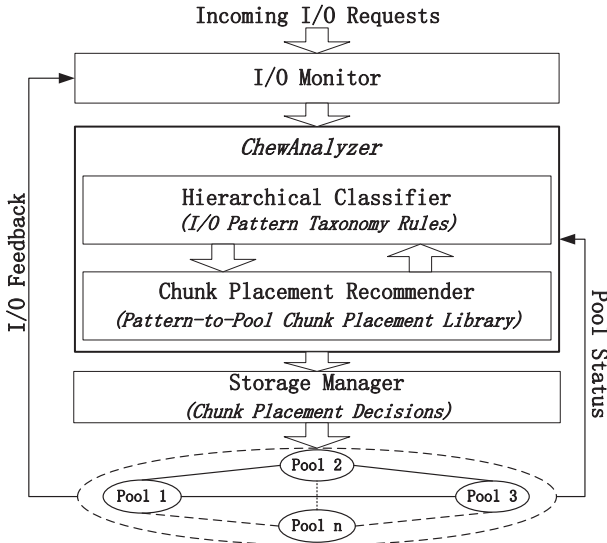 Incoming I/O Requests
I/O Monitor
ChewAnalyzer
Hierarchical Classifier
(I/O Pattern Taxonomy Rules)
Chunk Placement Recommender
(Pattern-to-Pool Chunk Placement Library)
Storage Manager
(Chunk Placement Decisions)
Pool 2
Pool 1
Pool 3
Pool n
I/O Feedback
Pool Status